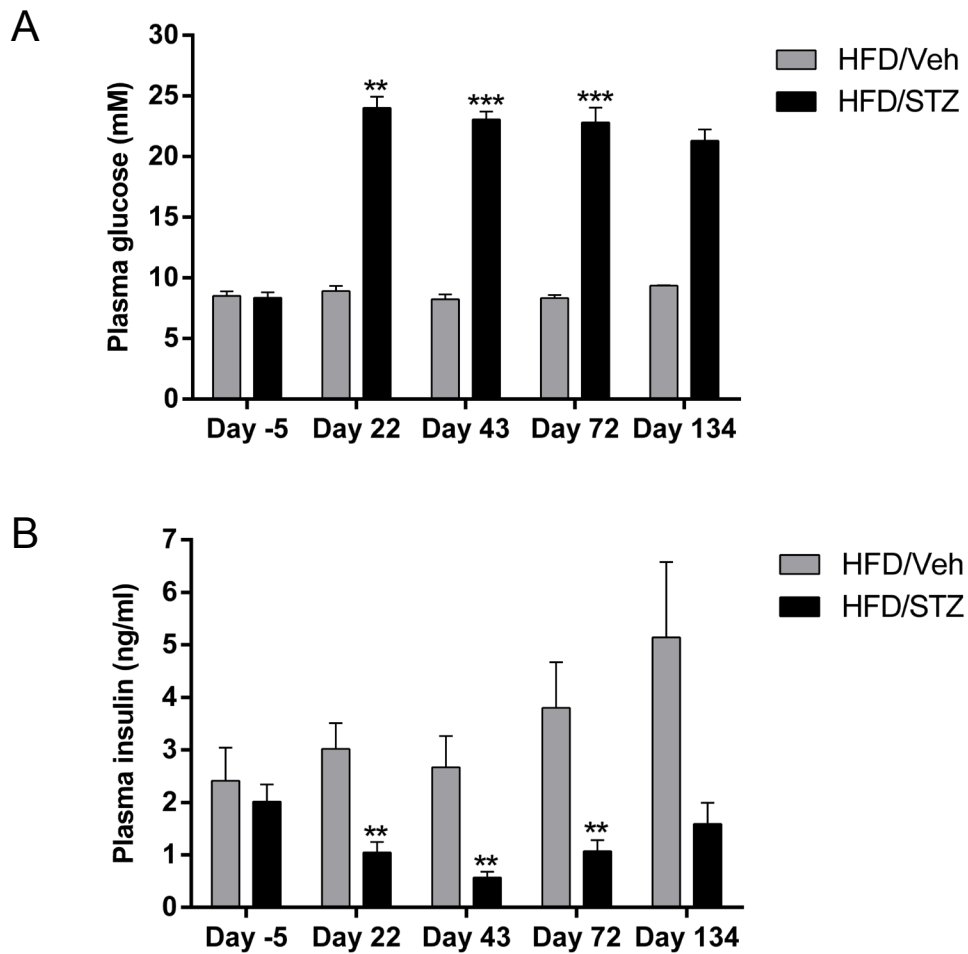 A
Plasma glucose (mM)
30
25
20
15
10
5
0
** *** ***
Day -5 Day 22 Day 43 Day 72 Day 134
HFD/Veh
HFD/STZ
B
Plasma insulin (ng/ml)
7
6
5
4
3
2
1
0
** ** **
Day -5 Day 22 Day 43 Day 72 Day 134
HFD/Veh
HFD/STZ